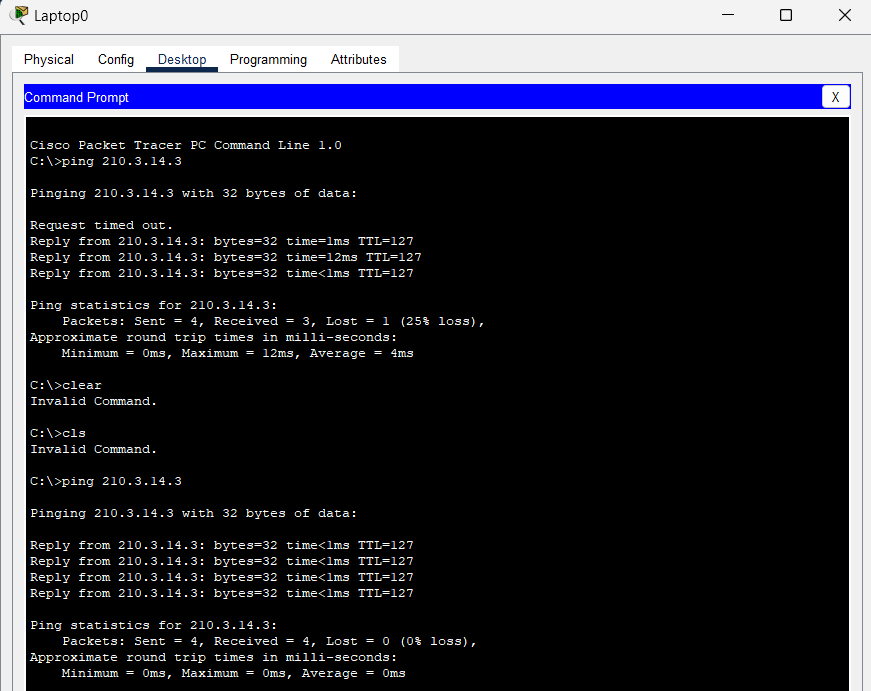 Laptop0
Physical Config Desktop Programming Attributes
Command Prompt X
Cisco Packet Tracer PC Command Line 1.0
C:\>ping 210.3.14.3
Pinging 210.3.14.3 with 32 bytes of data:
Request timed out.
Reply from 210.3.14.3: bytes=32 time=1ms TTL=127
Reply from 210.3.14.3: bytes=32 time=12ms TTL=127
Reply from 210.3.14.3: bytes=32 time<1ms TTL=127
Ping statistics for 210.3.14.3:
Packets: Sent = 4, Received = 3, Lost = 1 (25% loss),
Approximate round trip times in milli-seconds:
Minimum = 0ms, Maximum = 12ms, Average = 4ms
C:\>clear
Invalid Command.
C:\>cls
Invalid Command.
C:\>ping 210.3.14.3
Pinging 210.3.14.3 with 32 bytes of data:
Reply from 210.3.14.3: bytes=32 time<1ms TTL=127
Reply from 210.3.14.3: bytes=32 time<1ms TTL=127
Reply from 210.3.14.3: bytes=32 time<1ms TTL=127
Reply from 210.3.14.3: bytes=32 time<1ms TTL=127
Ping statistics for 210.3.14.3:
Packets: Sent = 4, Received = 4, Lost = 0 (0% loss),
Approximate round trip times in milli-seconds:
Minimum = 0ms, Maximum = 0ms, Average = 0ms